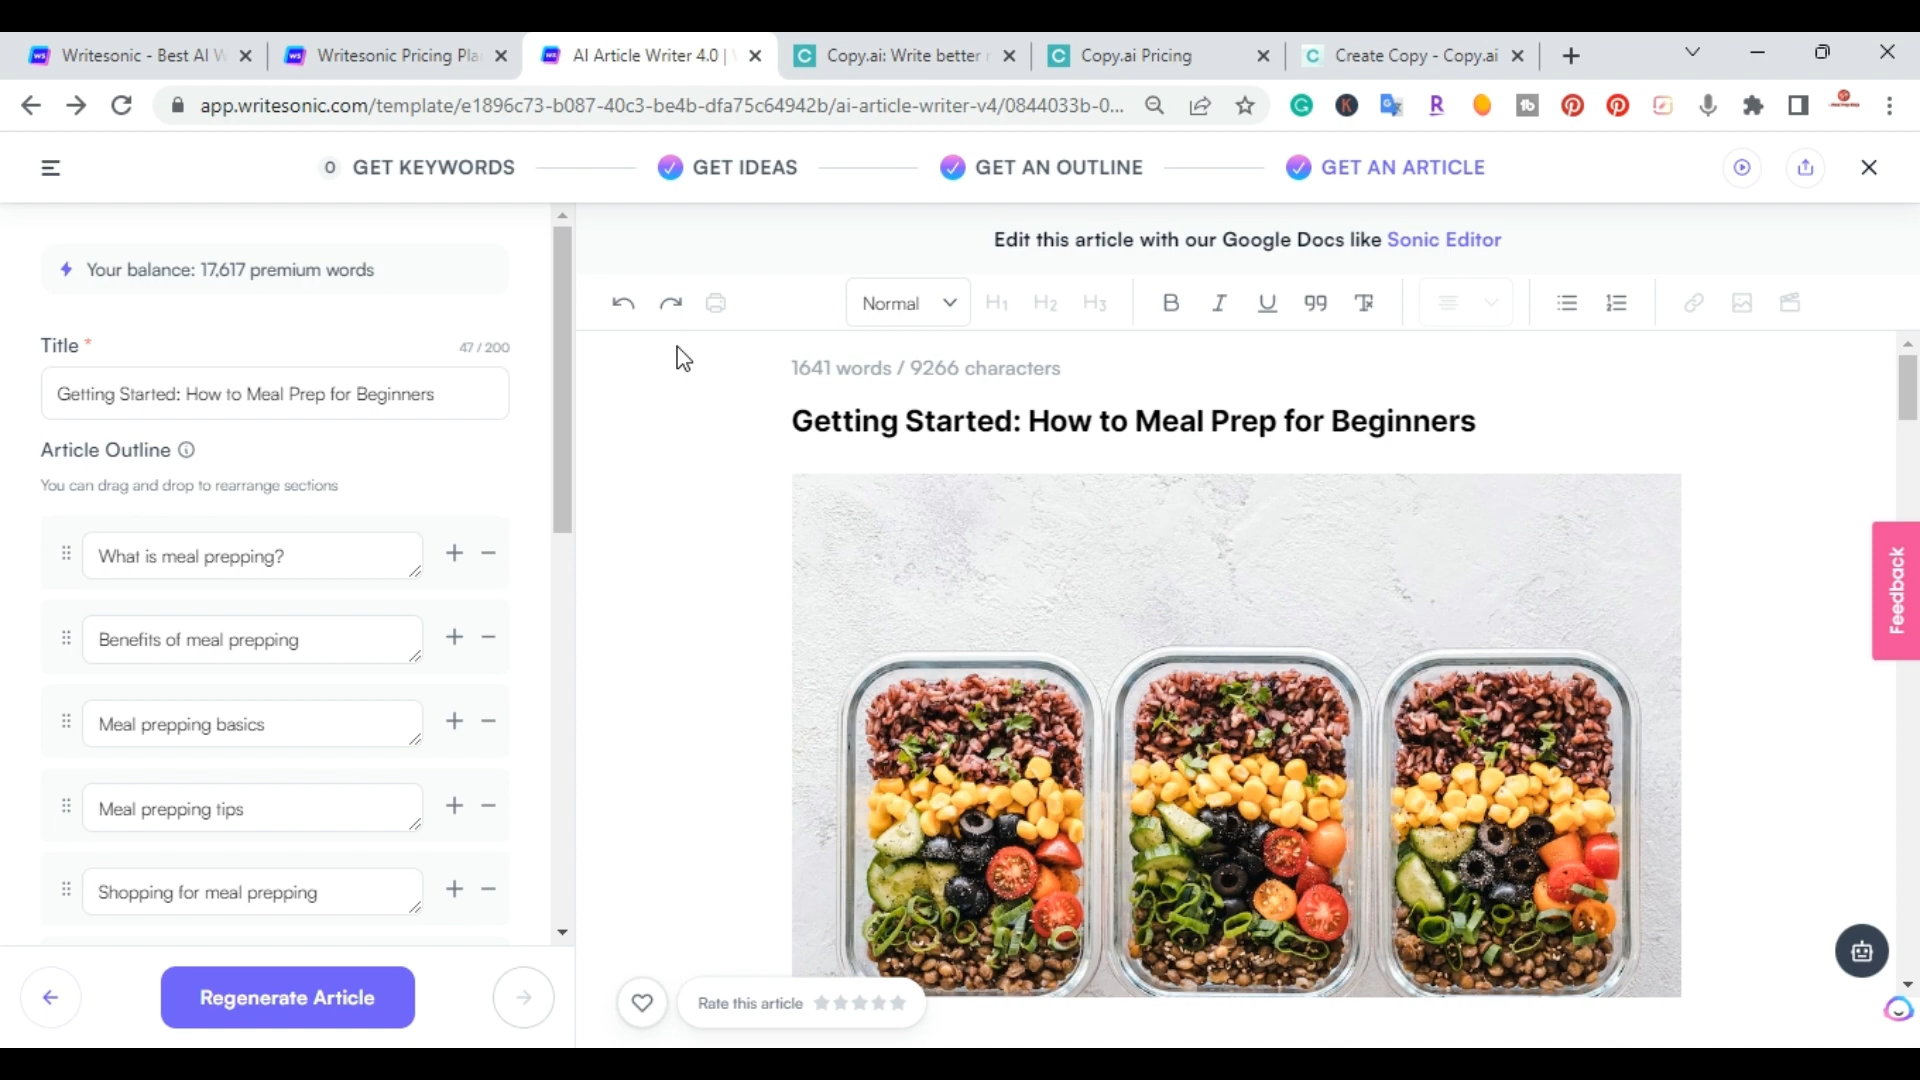 Writesonic - Best AI W
Writesonic Pricing Pla
AI Article Writer 4.0 |
Copy.ai: Write better
Copy.ai Pricing
Create Copy - Copy.ai
app.writesonic.com/template/e1896c73-b087-40c3-be4b-dfa75c64942b/ai-article-writer-v4/0844033b-0...
0 GET KEYWORDS
GET IDEAS
GET AN OUTLINE
GET AN ARTICLE
Edit this article with our Google Docs like Sonic Editor
Your balance: 17,617 premium words
Normal
H1 H2 H3
Title *
47 / 200
Getting Started: How to Meal Prep for Beginners
1641 words / 9266 characters
Getting Started: How to Meal Prep for Beginners
Article Outline
You can drag and drop to rearrange sections
What is meal prepping?
Benefits of meal prepping
Meal prepping basics
Meal prepping tips
Shopping for meal prepping
Feedback
Regenerate Article
Rate this article